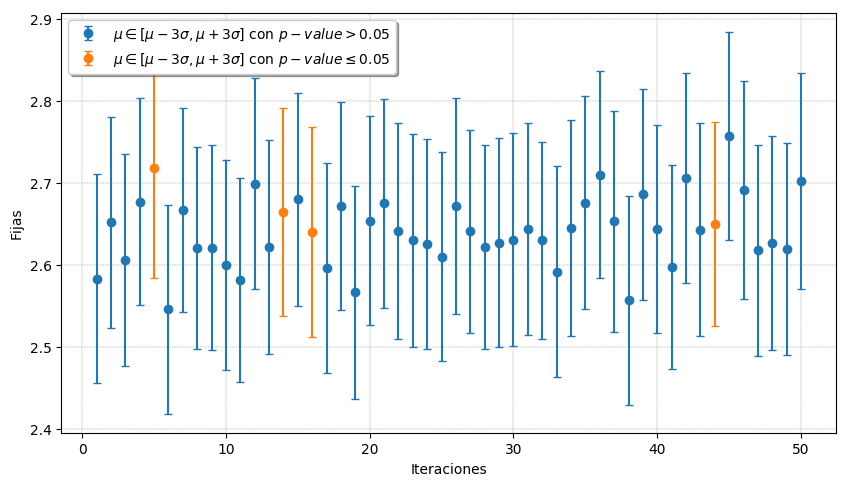 μ ∈ [μ − 3σ, μ + 3σ] con p − value > 0.05
μ ∈ [μ − 3σ, μ + 3σ] con p − value ≤ 0.05
2.9
2.8
2.7
2.6
2.5
2.4
Fijas
0 10 20 30 40 50
Iteraciones